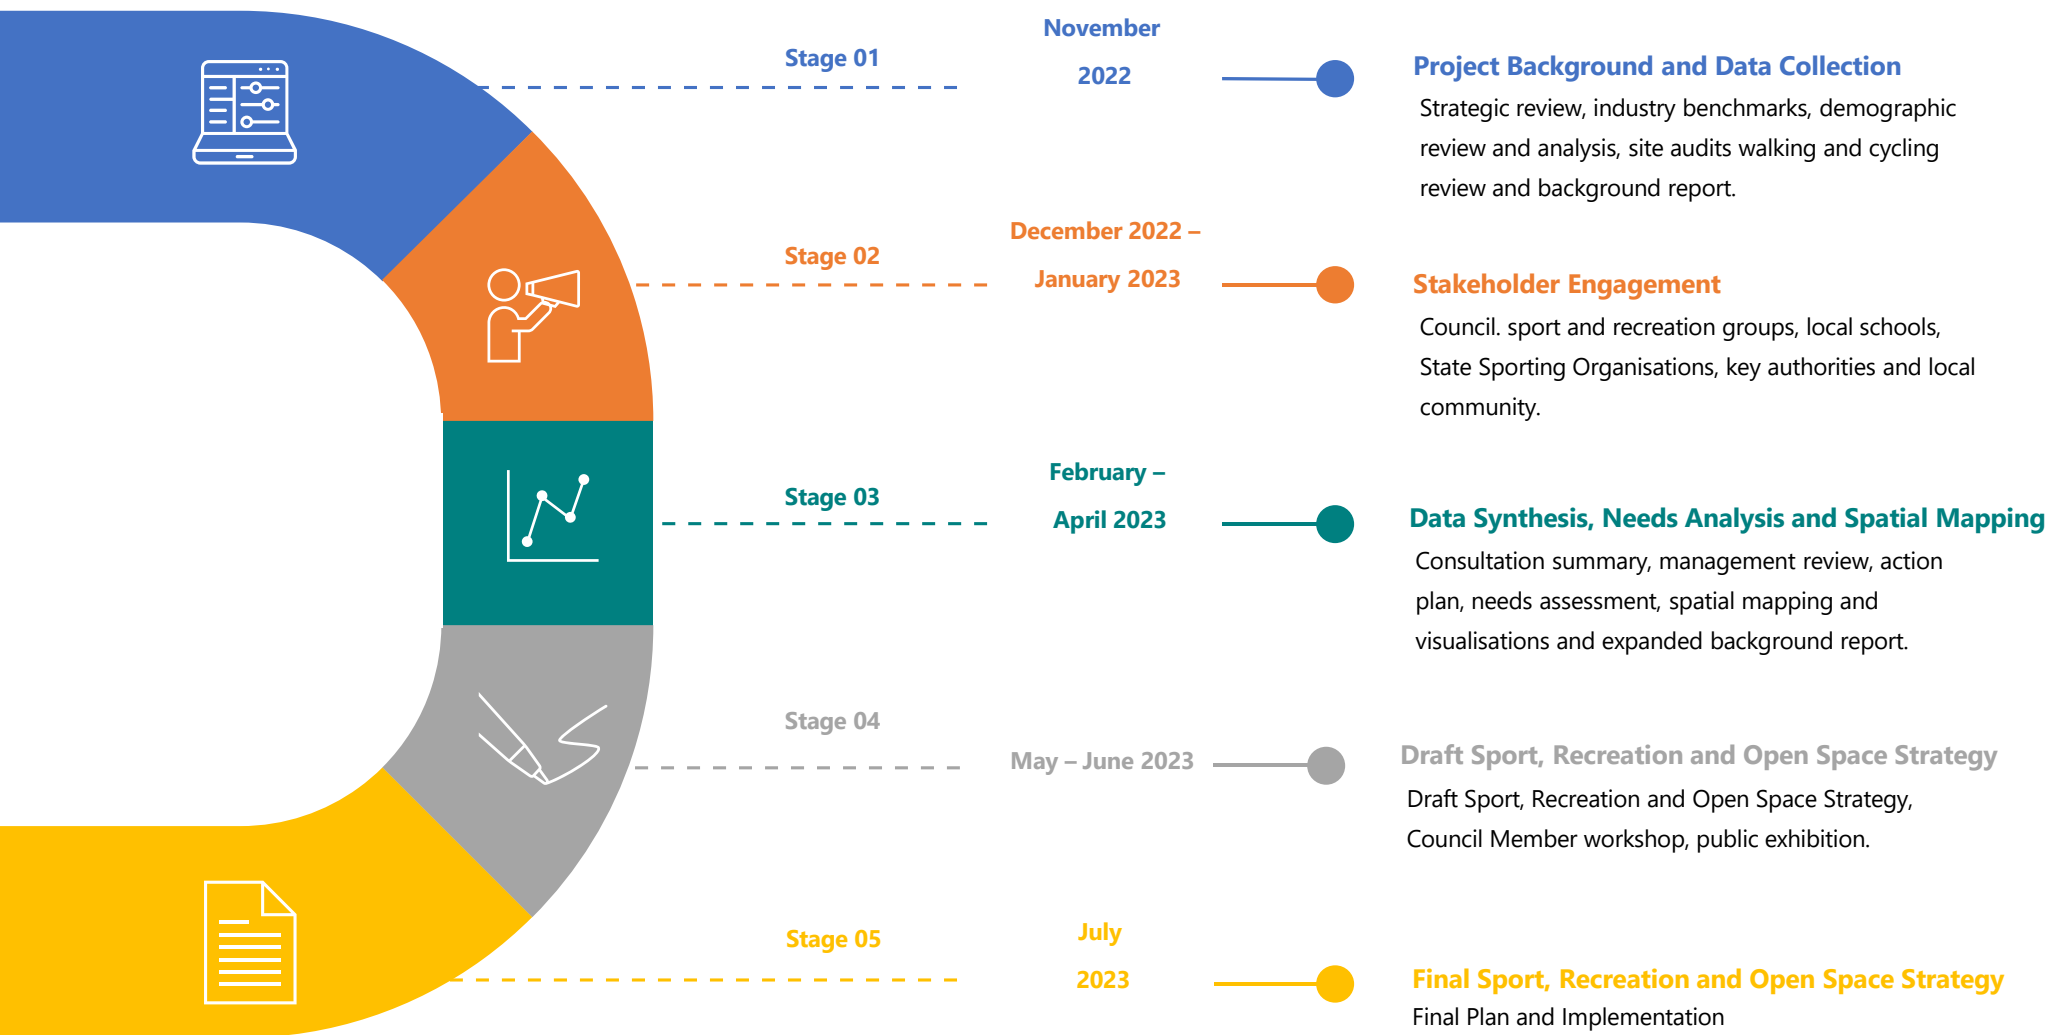 Stage 01
November
2022
Project Background and Data Collection
Strategic review, industry benchmarks, demographic
review and analysis, site audits walking and cycling
review and background report.
Stage 02
December 2022 –
January 2023
Stakeholder Engagement
Council. sport and recreation groups, local schools,
State Sporting Organisations, key authorities and local
community.
Stage 03
February –
April 2023
Data Synthesis, Needs Analysis and Spatial Mapping
Consultation summary, management review, action
plan, needs assessment, spatial mapping and
visualisations and expanded background report.
Stage 04
May – June 2023
Draft Sport, Recreation and Open Space Strategy
Draft Sport, Recreation and Open Space Strategy,
Council Member workshop, public exhibition.
Stage 05
July
2023
Final Sport, Recreation and Open Space Strategy
Final Plan and Implementation